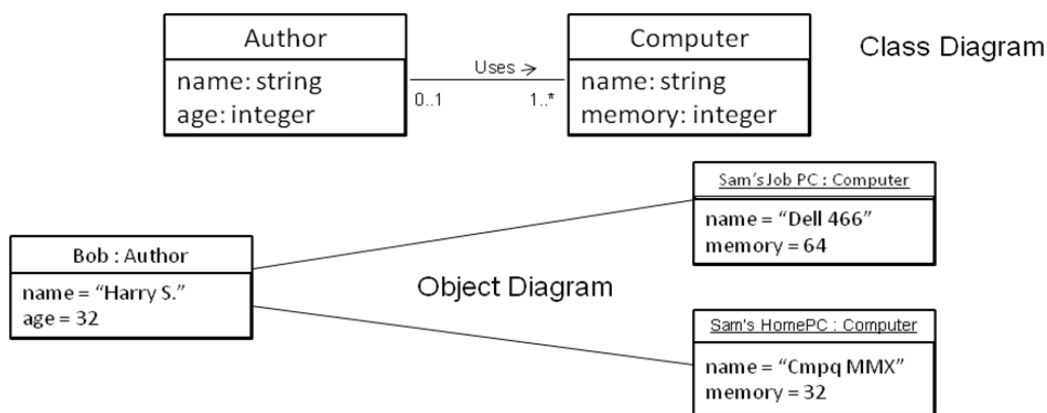 Author
name: string
age: integer
Uses →
0..1
1..*
Computer
name: string
memory: integer
Class Diagram
Sam's Job PC : Computer
name = “Dell 466”
memory = 64
Bob : Author
name = “Harry S.”
age = 32
Object Diagram
Sam's HomePC : Computer
name = “Cmpq MMX”
memory = 32